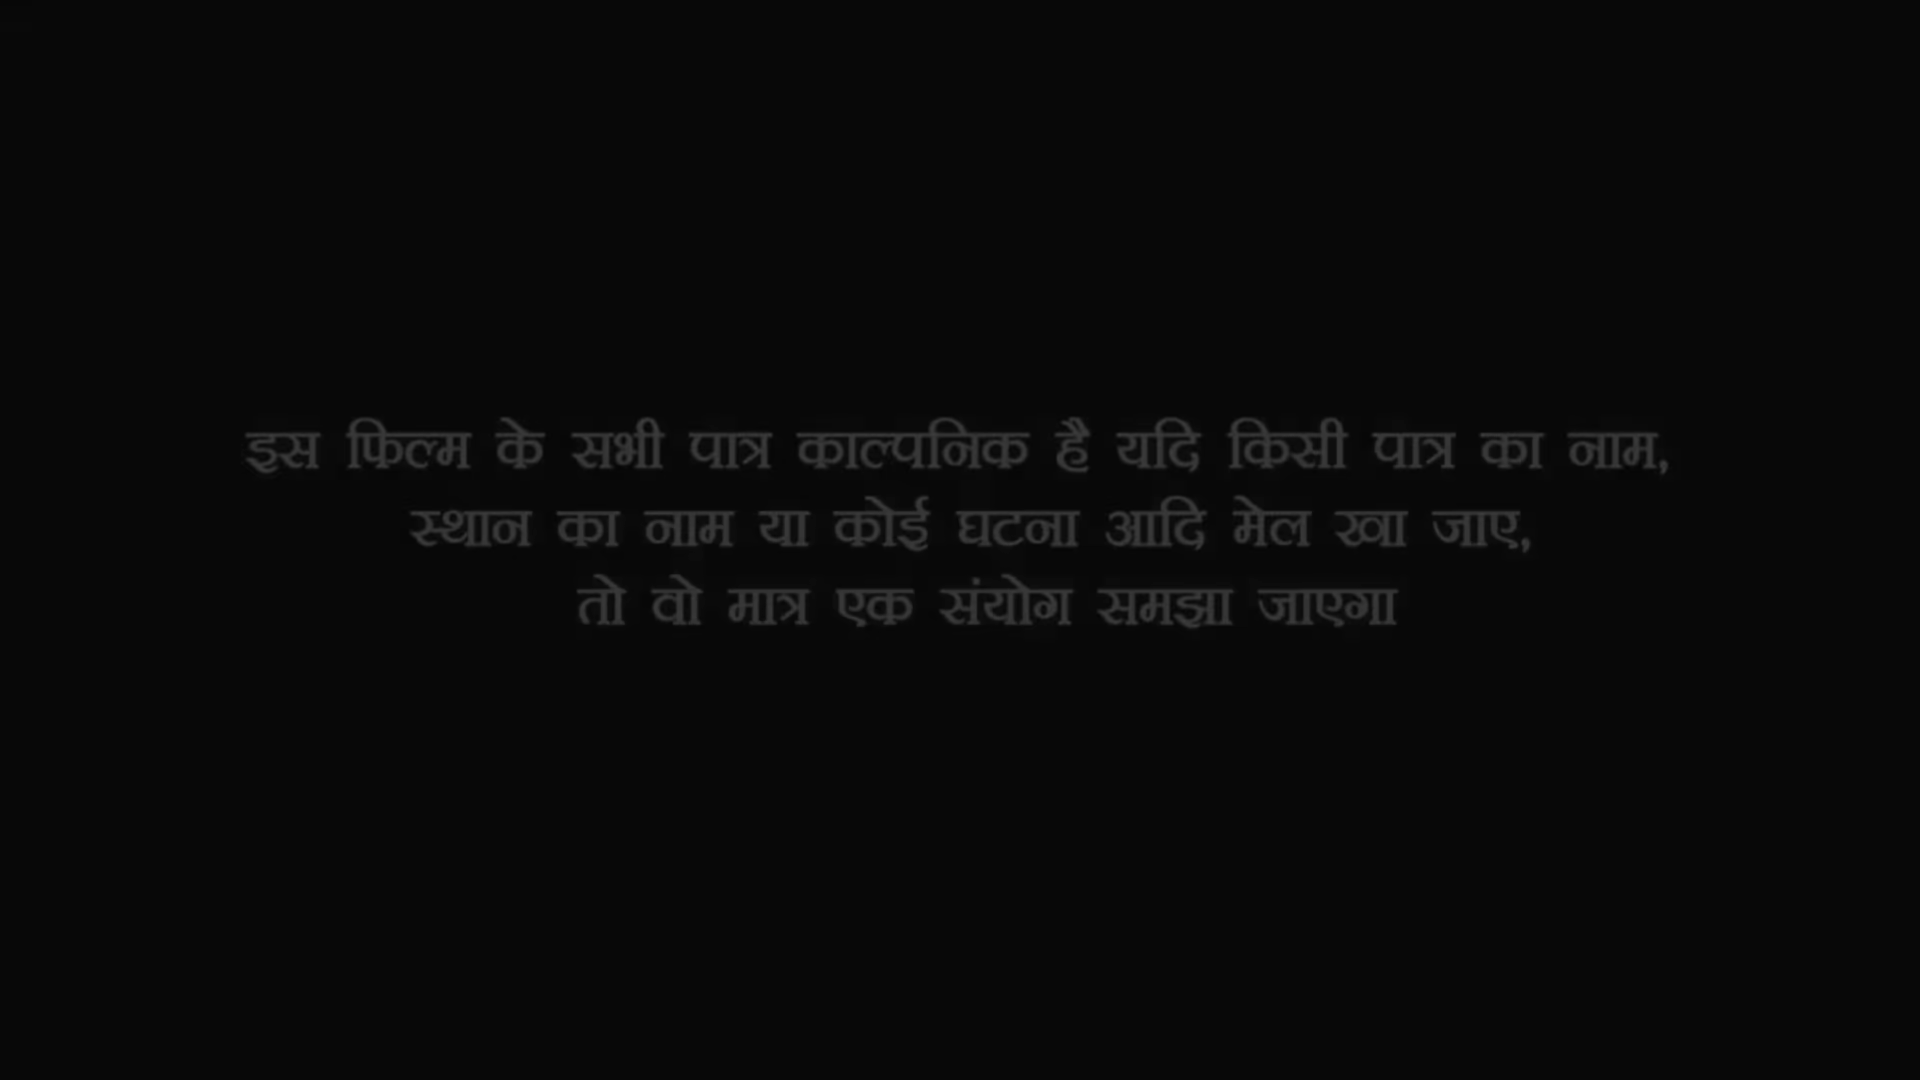 इस फिल्म के सभी पात्र काल्पनिक है यदि किसी पात्र का नाम,
स्थान का नाम या कोई घटना आदि मेल खा जाए,
तो वो मात्र एक संयोग समझा जाएगा